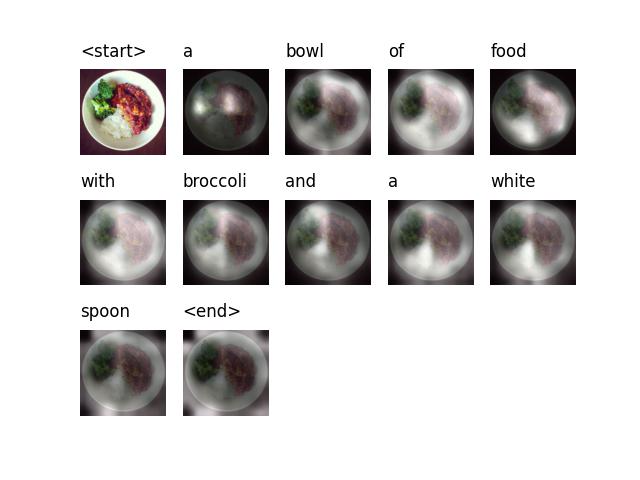 <start> a bowl of food
with broccoli and a white
spoon <end>